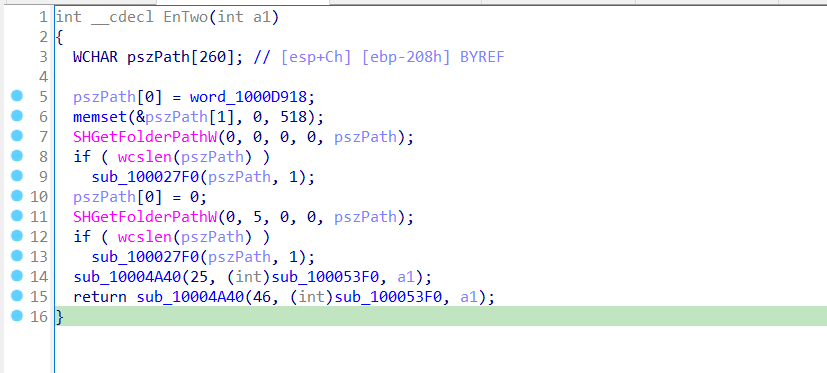 1 int __cdecl EnTwo(int a1)
2 {
3 WCHAR pszPath[260]; // [esp+Ch] [ebp-208h] BYREF
4
5 pszPath[0] = word_1000D918;
6 memset(&pszPath[1], 0, 518);
7 SHGetFolderPathW(0, 0, 0, 0, pszPath);
8 if ( wcslen(pszPath) )
9 sub_100027F0(pszPath, 1);
10 pszPath[0] = 0;
11 SHGetFolderPathW(0, 5, 0, 0, pszPath);
12 if ( wcslen(pszPath) )
13 sub_100027F0(pszPath, 1);
14 sub_10004A40(25, (int)sub_100053F0, a1);
15 return sub_10004A40(46, (int)sub_100053F0, a1);
16 }